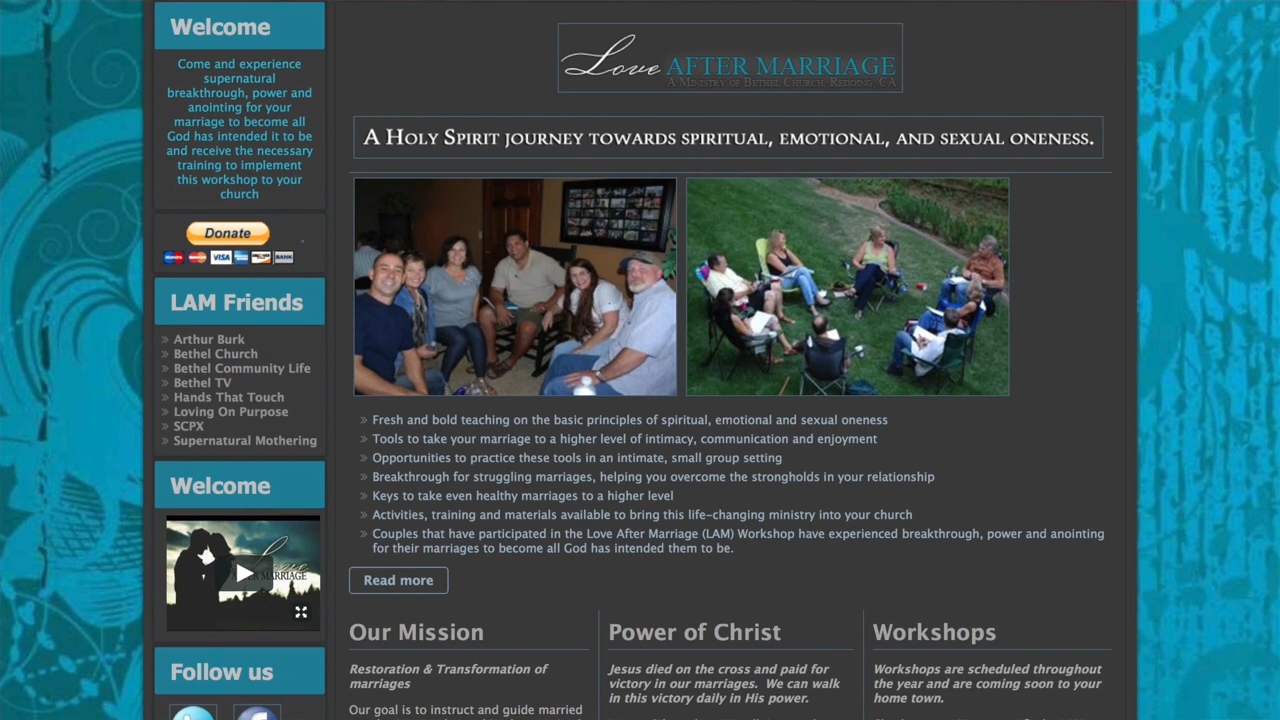 Welcome
Come and experience
supernatural
breakthrough, power and
anointing for your
marriage to become all
God has intended it to be
and receive the necessary
training to implement
this workshop to your
church
Donate
VISA
BANK
LAM Friends
» Arthur Burk
» Bethel Church
» Bethel Community Life
» Bethel TV
» Hands That Touch
» Loving On Purpose
» SCPX
» Supernatural Mothering
Welcome
Love
AFTER MARRIAGE
Follow us
Love AFTER MARRIAGE
A Ministry of Bethel Church, Redding, CA
A Holy Spirit journey towards spiritual, emotional, and sexual oneness.
» Fresh and bold teaching on the basic principles of spiritual, emotional and sexual oneness
» Tools to take your marriage to a higher level of intimacy, communication and enjoyment
» Opportunities to practice these tools in an intimate, small group setting
» Breakthrough for struggling marriages, helping you overcome the strongholds in your relationship
» Keys to take even healthy marriages to a higher level
» Activities, training and materials available to bring this life-changing ministry into your church
» Couples that have participated in the Love After Marriage (LAM) Workshop have experienced breakthrough, power and anointing
for their marriages to become all God has intended them to be.
Read more
Our Mission
Restoration & Transformation of
marriages
Our goal is to instruct and guide married
Power of Christ
Jesus died on the cross and paid for
victory in our marriages. We can walk
in this victory daily in His power.
Workshops
Workshops are scheduled throughout
the year and are coming soon to your
home town.